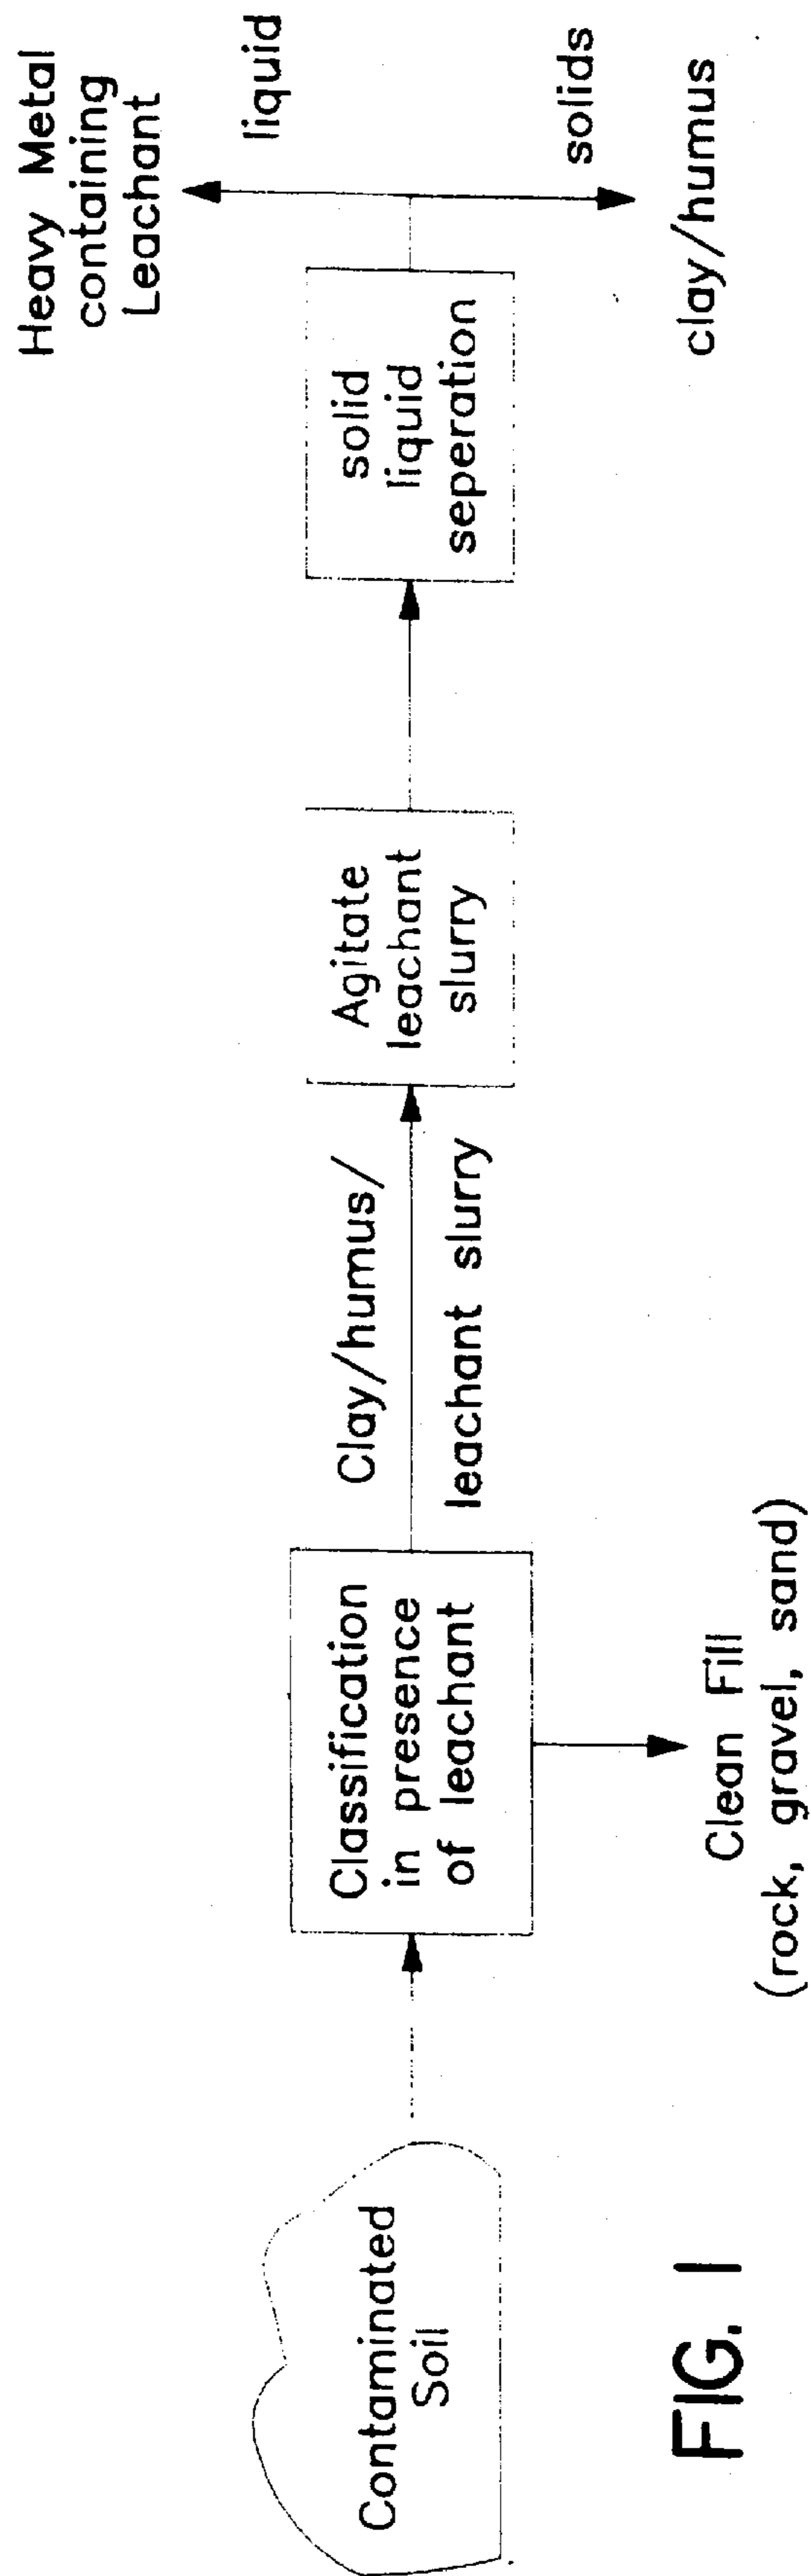 Contaminated
Soil
Classification
in presence
of leachant
Clean Fill
(rock, gravel, sand)
Clay/humus/
leachant slurry
Agitate
leachant
slurry
solid
liquid
seperation
Heavy Metal
containing
Leachant
liquid
solids
clay/humus
FIG. 1